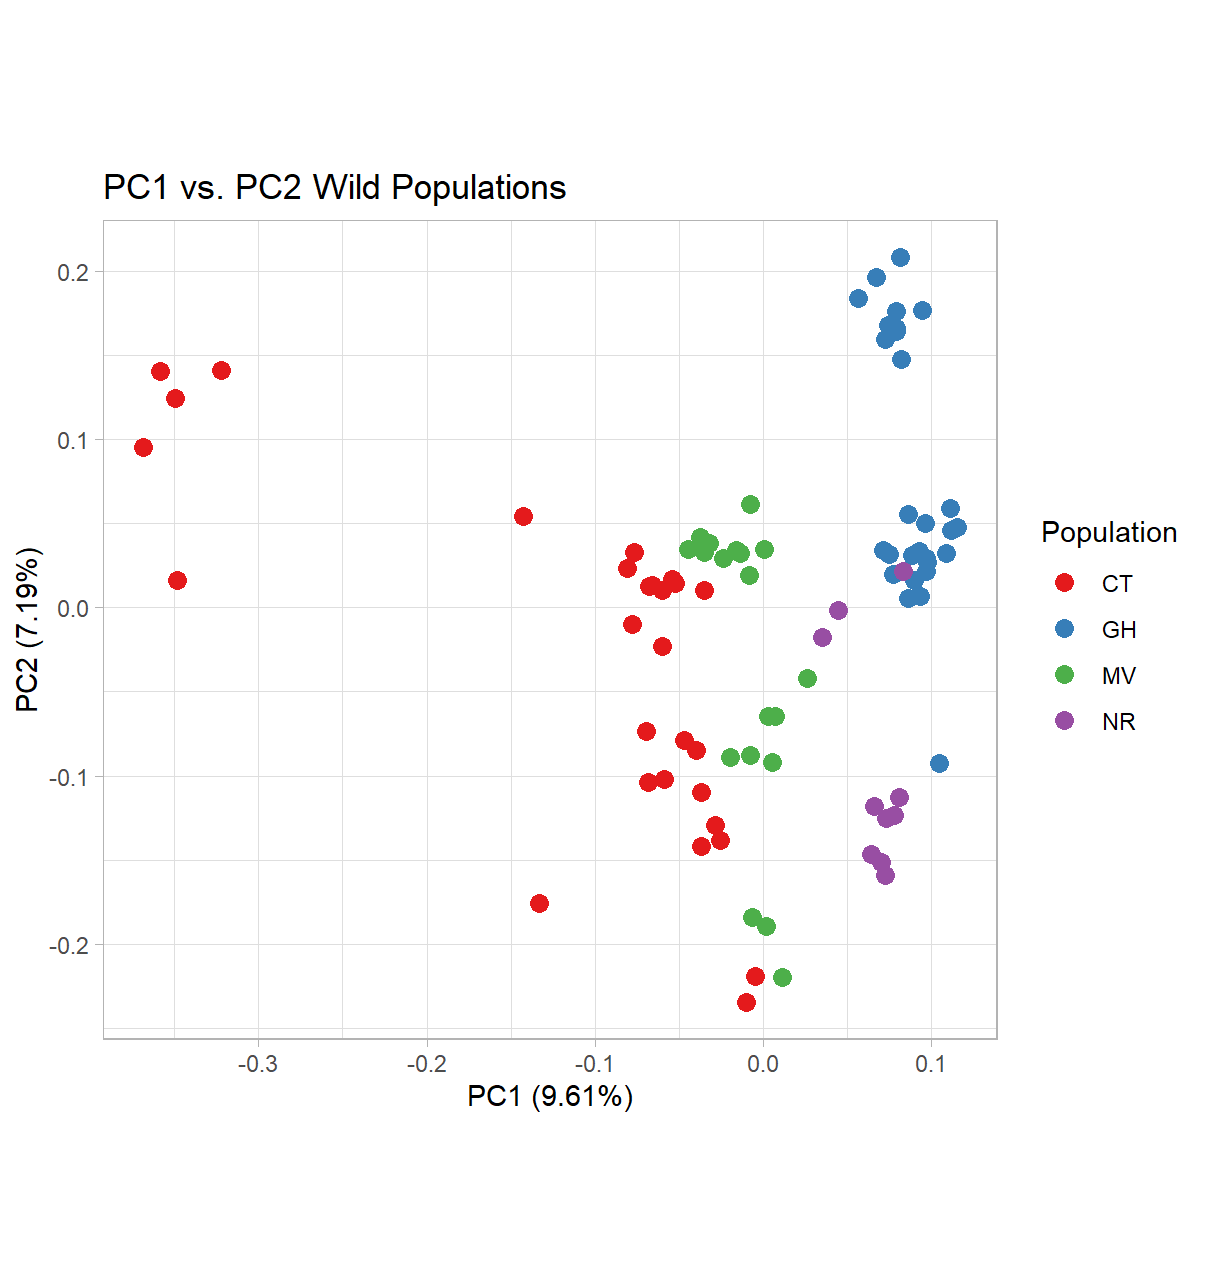 PC1 vs. PC2 Wild Populations
0.2
0.1
0.0
-0.1
-0.2
PC2 (7.19%)
-0.3
-0.2
-0.1
0.0
0.1
PC1 (9.61%)
Population
CT
GH
MV
NR